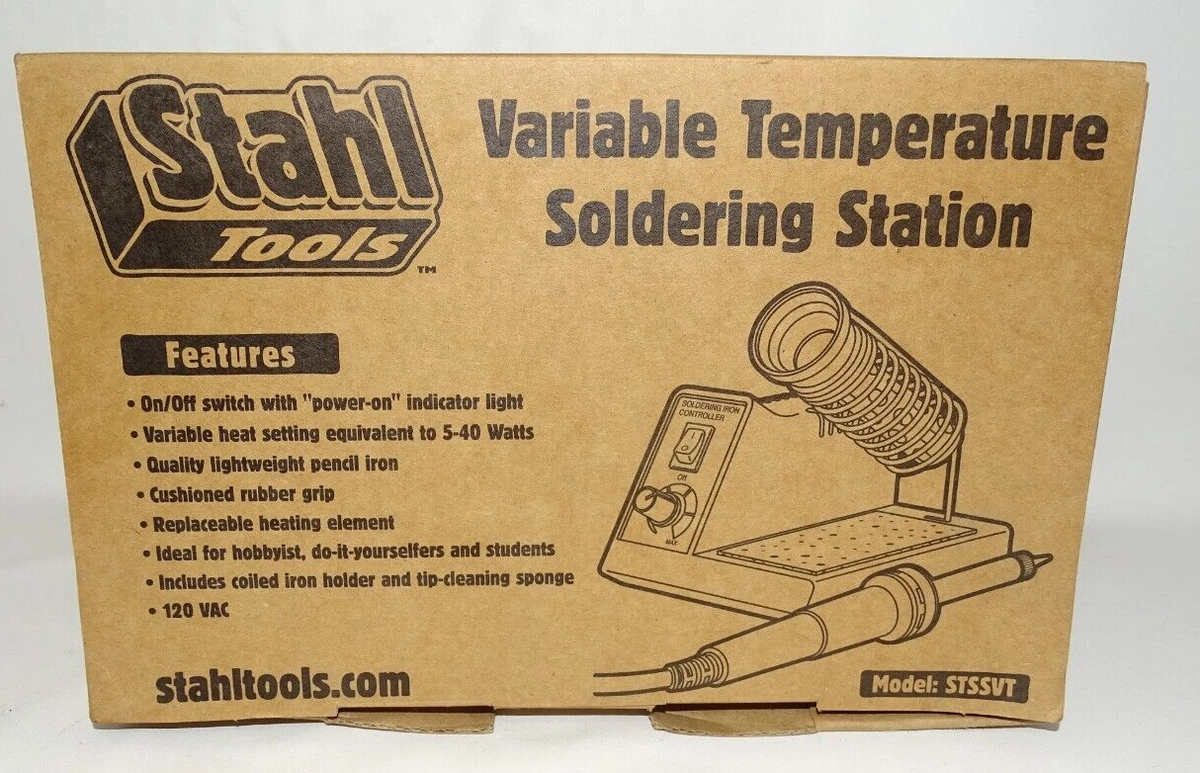 Stahl
Tools
TM
Variable Temperature
Soldering Station
Features
• On/Off switch with "power-on" indicator light
• Variable heat setting equivalent to 5-40 Watts
• Quality lightweight pencil iron
• Cushioned rubber grip
• Replaceable heating element
• Ideal for hobbyist, do-it-yourselfers and students
• Includes coiled iron holder and tip-cleaning sponge
• 120 VAC
SOLDERING IRON
CONTROLLER
Off
MAX
stahltools.com
Model: STSSVT